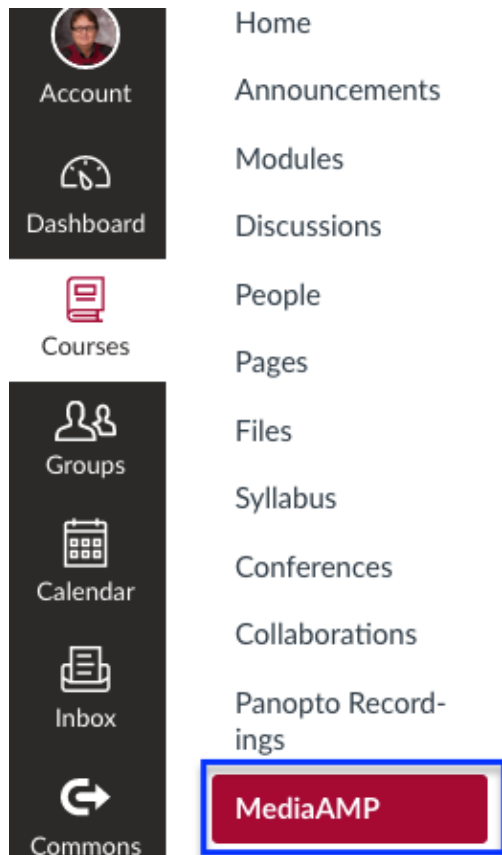 Account
Dashboard
Courses
Groups
Calendar
Inbox
Commons
Home
Announcements
Modules
Discussions
People
Pages
Files
Syllabus
Conferences
Collaborations
Panopto Record-
ings
MediaAMP